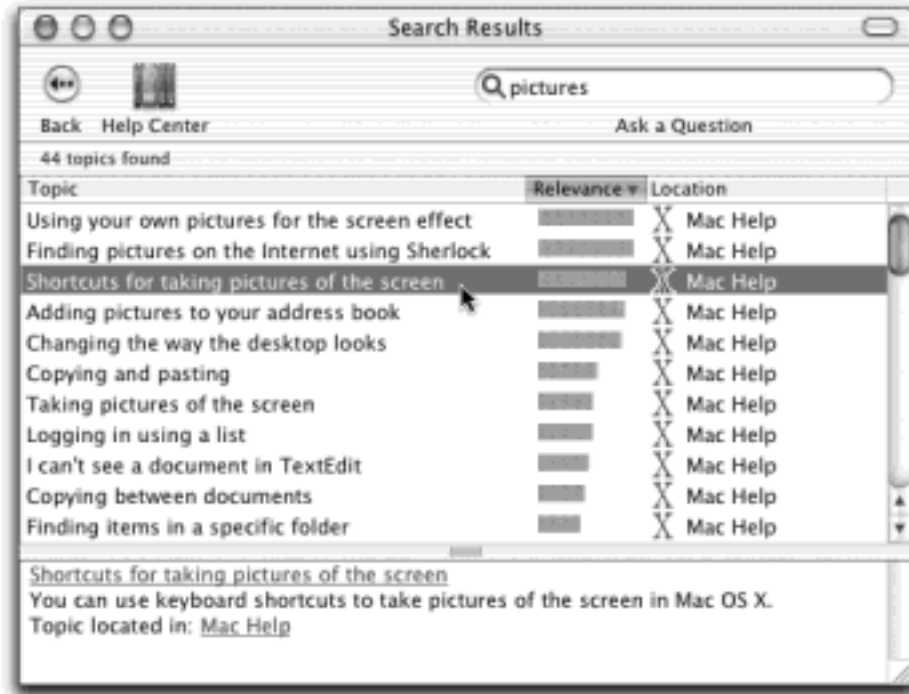 Search Results
pictures
Back Help Center Ask a Question
44 topics found
Topic Relevance Location
Using your own pictures for the screen effect Mac Help
Finding pictures on the Internet using Sherlock Mac Help
Shortcuts for taking pictures of the screen Mac Help
Adding pictures to your address book Mac Help
Changing the way the desktop looks Mac Help
Copying and pasting Mac Help
Taking pictures of the screen Mac Help
Logging in using a list Mac Help
I can't see a document in TextEdit Mac Help
Copying between documents Mac Help
Finding items in a specific folder Mac Help
Shortcuts for taking pictures of the screen
You can use keyboard shortcuts to take pictures of the screen in Mac OS X.
Topic located in: Mac Help